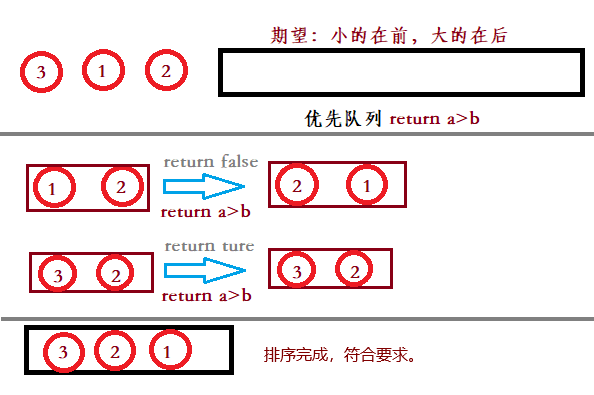 期望：小的在前，大的在后
3 1 2
优先队列 return a>b
return false
1 2
2 1
return a>b
return ture
3 2
3 2
return a>b
3 2 1
排序完成，符合要求。